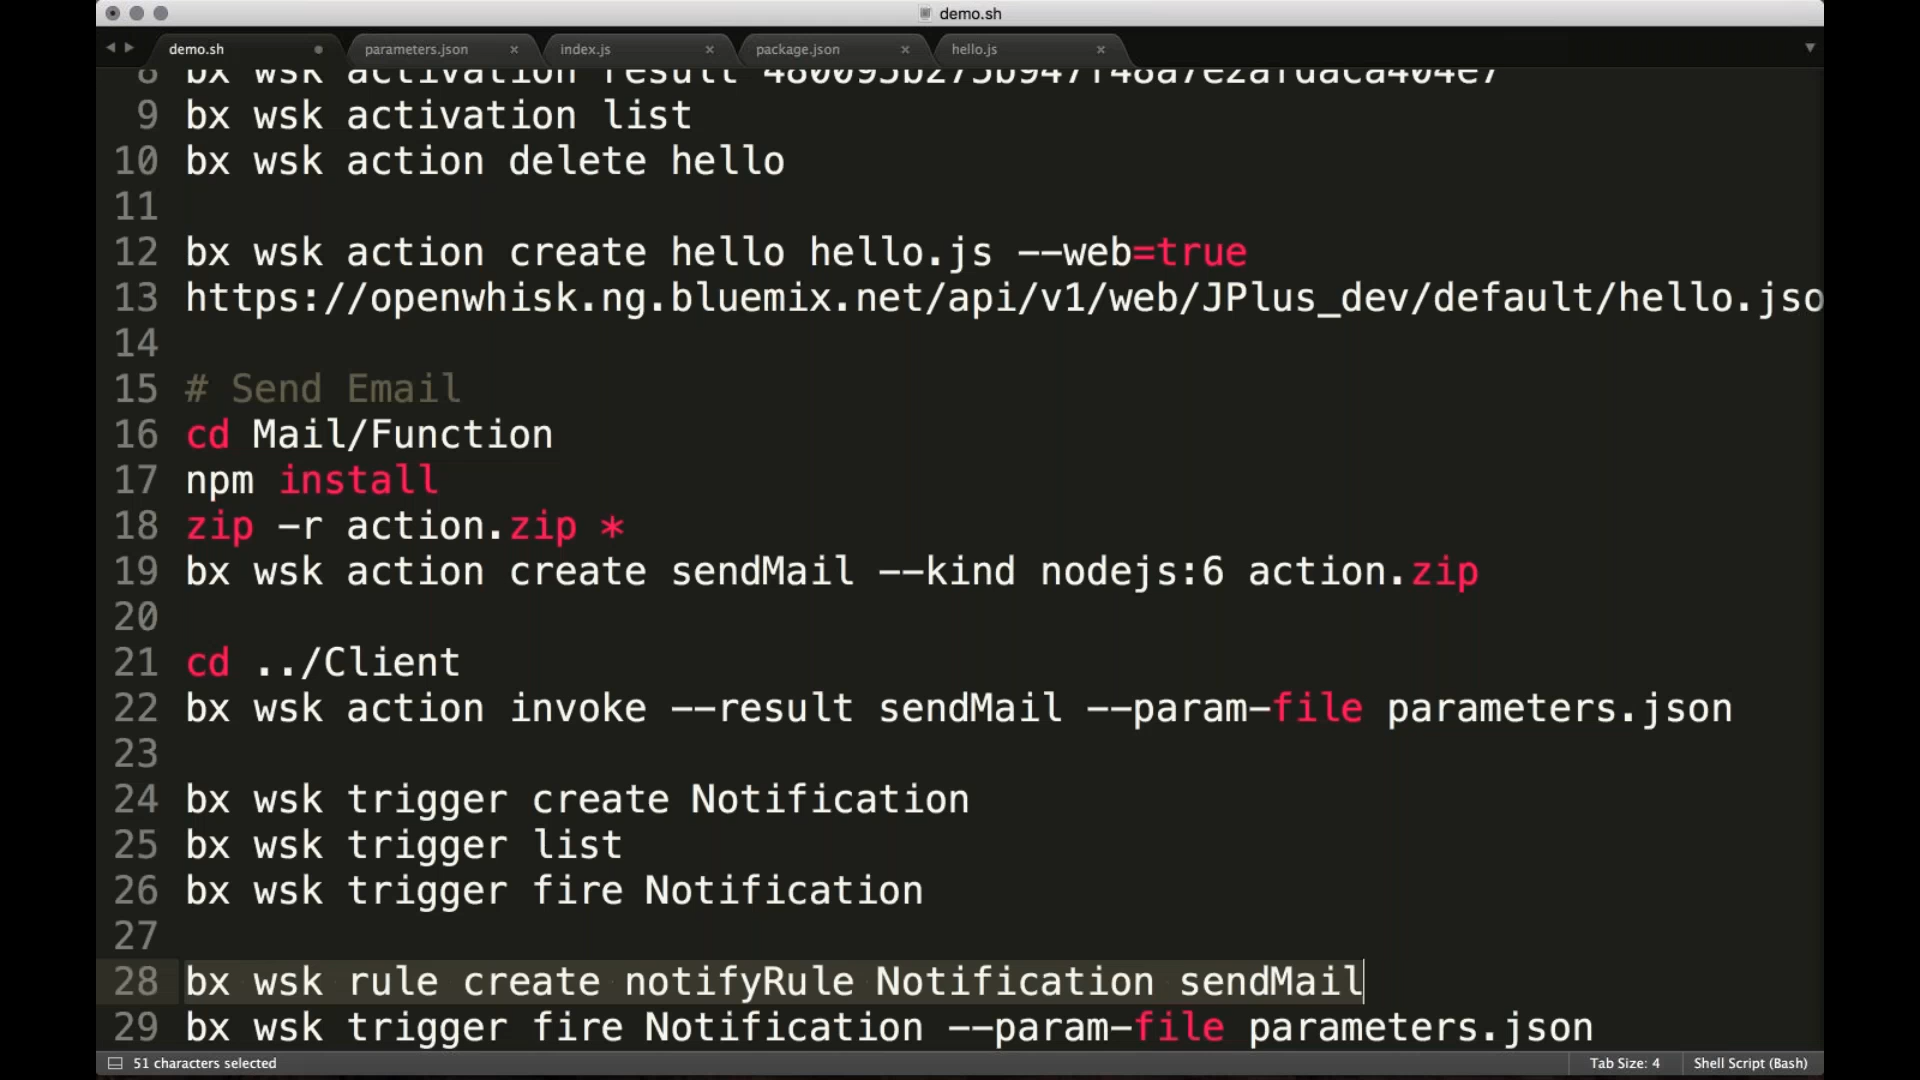 demo.sh
demo.sh
parameters.json
index.js
package.json
hello.js
8 bx wsk activation result
9 bx wsk activation list
10 bx wsk action delete hello
11
12 bx wsk action create hello hello.js --web=true
13 https://openwhisk.ng.bluemix.net/api/v1/web/JPlus_dev/default/hello.jso
14
15 # Send Email
16 cd Mail/Function
17 npm install
18 zip -r action.zip *
19 bx wsk action create sendMail --kind nodejs:6 action.zip
20
21 cd ../Client
22 bx wsk action invoke --result sendMail --param-file parameters.json
23
24 bx wsk trigger create Notification
25 bx wsk trigger list
26 bx wsk trigger fire Notification
27
28 bx wsk rule create notifyRule Notification sendMail
29 bx wsk trigger fire Notification --param-file parameters.json
51 characters selected
Tab Size: 4
Shell Script (Bash)